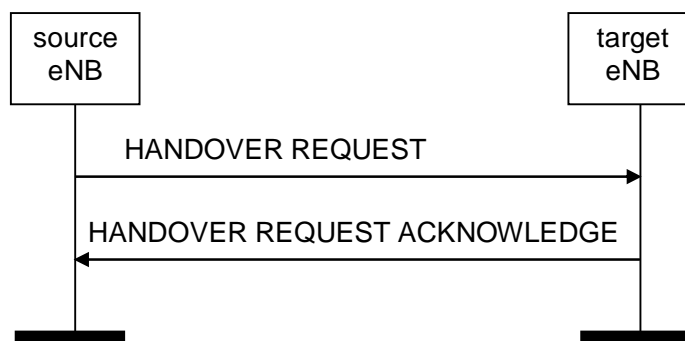 source
eNB
target
eNB
HANDOVER REQUEST
HANDOVER REQUEST ACKNOWLEDGE